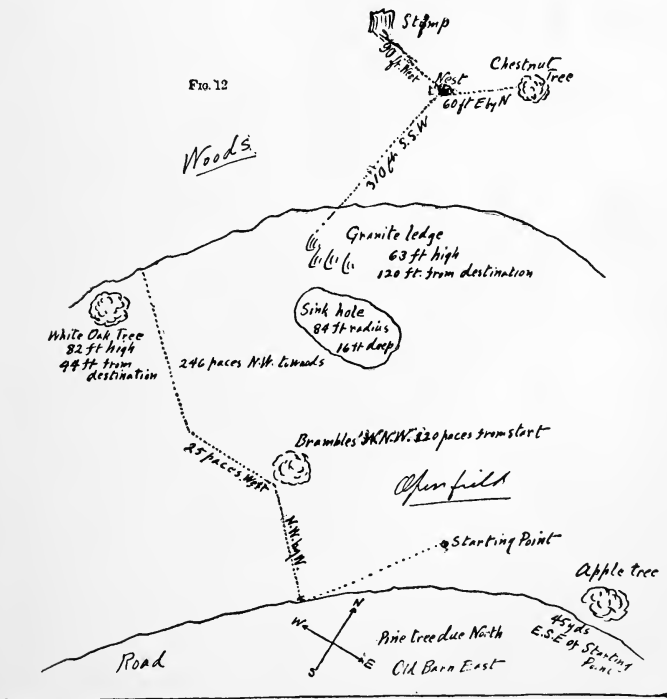 Stump
90 ft. West
Nest
Chestnut
Tree
60 ft E by N
FIG. 12
Woods.
310 ft. S.S.W
Granite ledge
63 ft high
120 ft. from destination
Sink hole
84 ft radius
16 ft deep
White Oak Tree
82 ft high
44 ft from
destination
246 paces N.W. to woods
Brambles N.W. 320 paces from start
25 paces West
Open field
N.W. by N
Starting Point
Apple tree
45 yds
E.S.E of Starting
Point
N
W
E
S
Pine tree due North
Old Barn East
Road